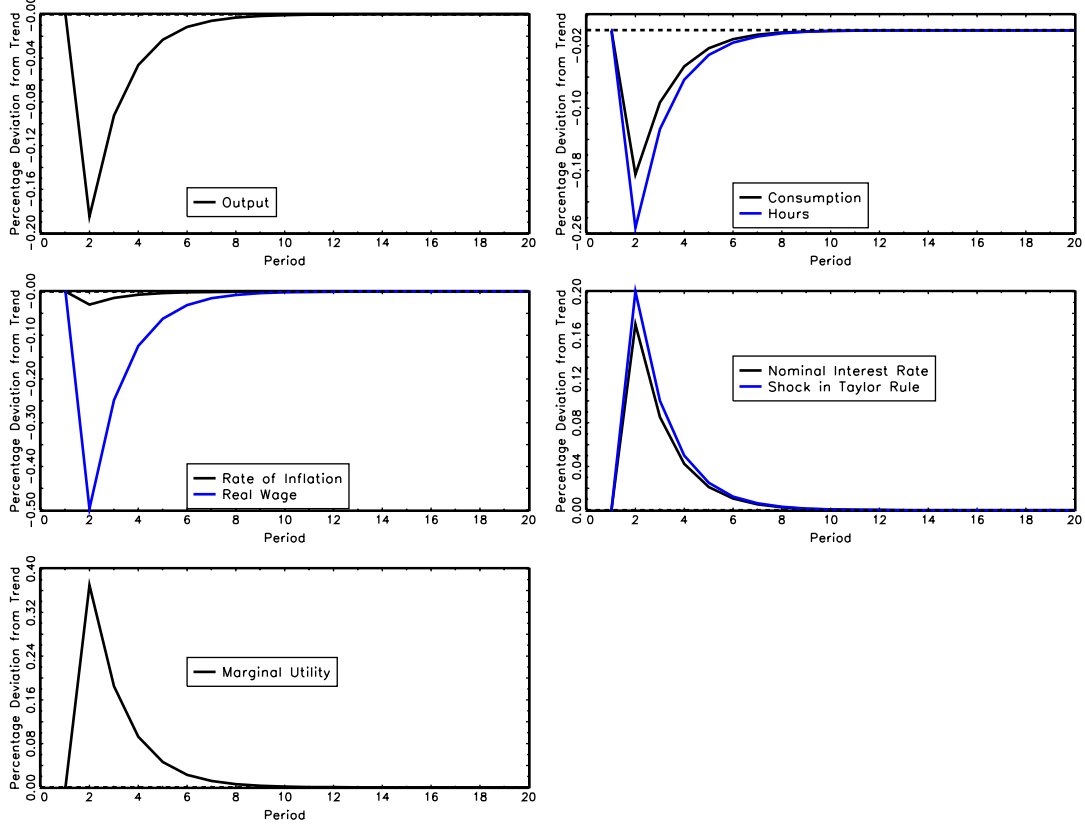 Percentage Deviation from Trend
-0.20 -0.16 -0.12 -0.08 -0.04 -0.00
Output
0 2 4 6 8 10 12 14 16 18 20
Period
Percentage Deviation from Trend
-0.26 -0.18 -0.10 -0.02
Consumption
Hours
0 2 4 6 8 10 12 14 16 18 20
Period
Percentage Deviation from Trend
-0.50 -0.40 -0.30 -0.20 -0.10 -0.00
Rate of Inflation
Real Wage
0 2 4 6 8 10 12 14 16 18 20
Period
Percentage Deviation from Trend
0.00 0.04 0.08 0.12 0.16 0.20
Nominal Interest Rate
Shock in Taylor Rule
0 2 4 6 8 10 12 14 16 18 20
Period
Percentage Deviation from Trend
0.00 0.08 0.16 0.24 0.32 0.40
Marginal Utility
0 2 4 6 8 10 12 14 16 18 20
Period